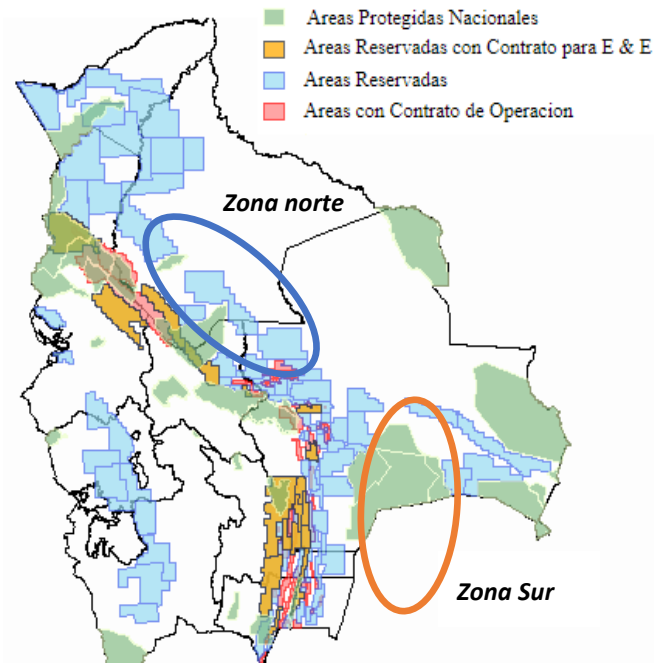 Areas Protegidas Nacionales
Areas Reservadas con Contrato para E & E
Areas Reservadas
Areas con Contrato de Operacion
Zona norte
Zona Sur